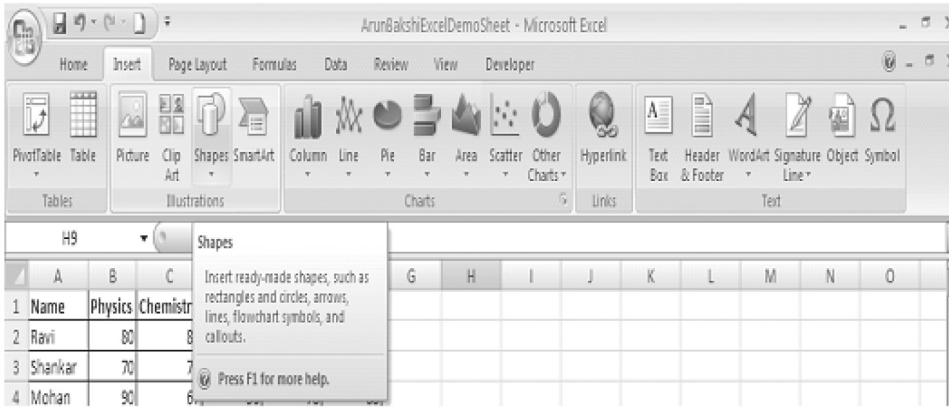 ArunBakshiExcelDemoSheet - Microsoft Excel
Home Insert Page Layout Formulas Data Review View Developer
PivotTable Table Picture Clip Art Shapes SmartArt Column Line Pie Bar Area Scatter Other Charts Hyperlink Text Box Header & Footer WordArt Signature Line Object Symbol
Tables Illustrations Charts Links Text
H9
Shapes
Insert ready-made shapes, such as
rectangles and circles, arrows,
lines, flowchart symbols, and
callouts.
Press F1 for more help.
A B C G H I J K L M N O
1 Name Physics Chemistr
2 Ravi 80 8
3 Shankar 70 7
4 Mohan 90